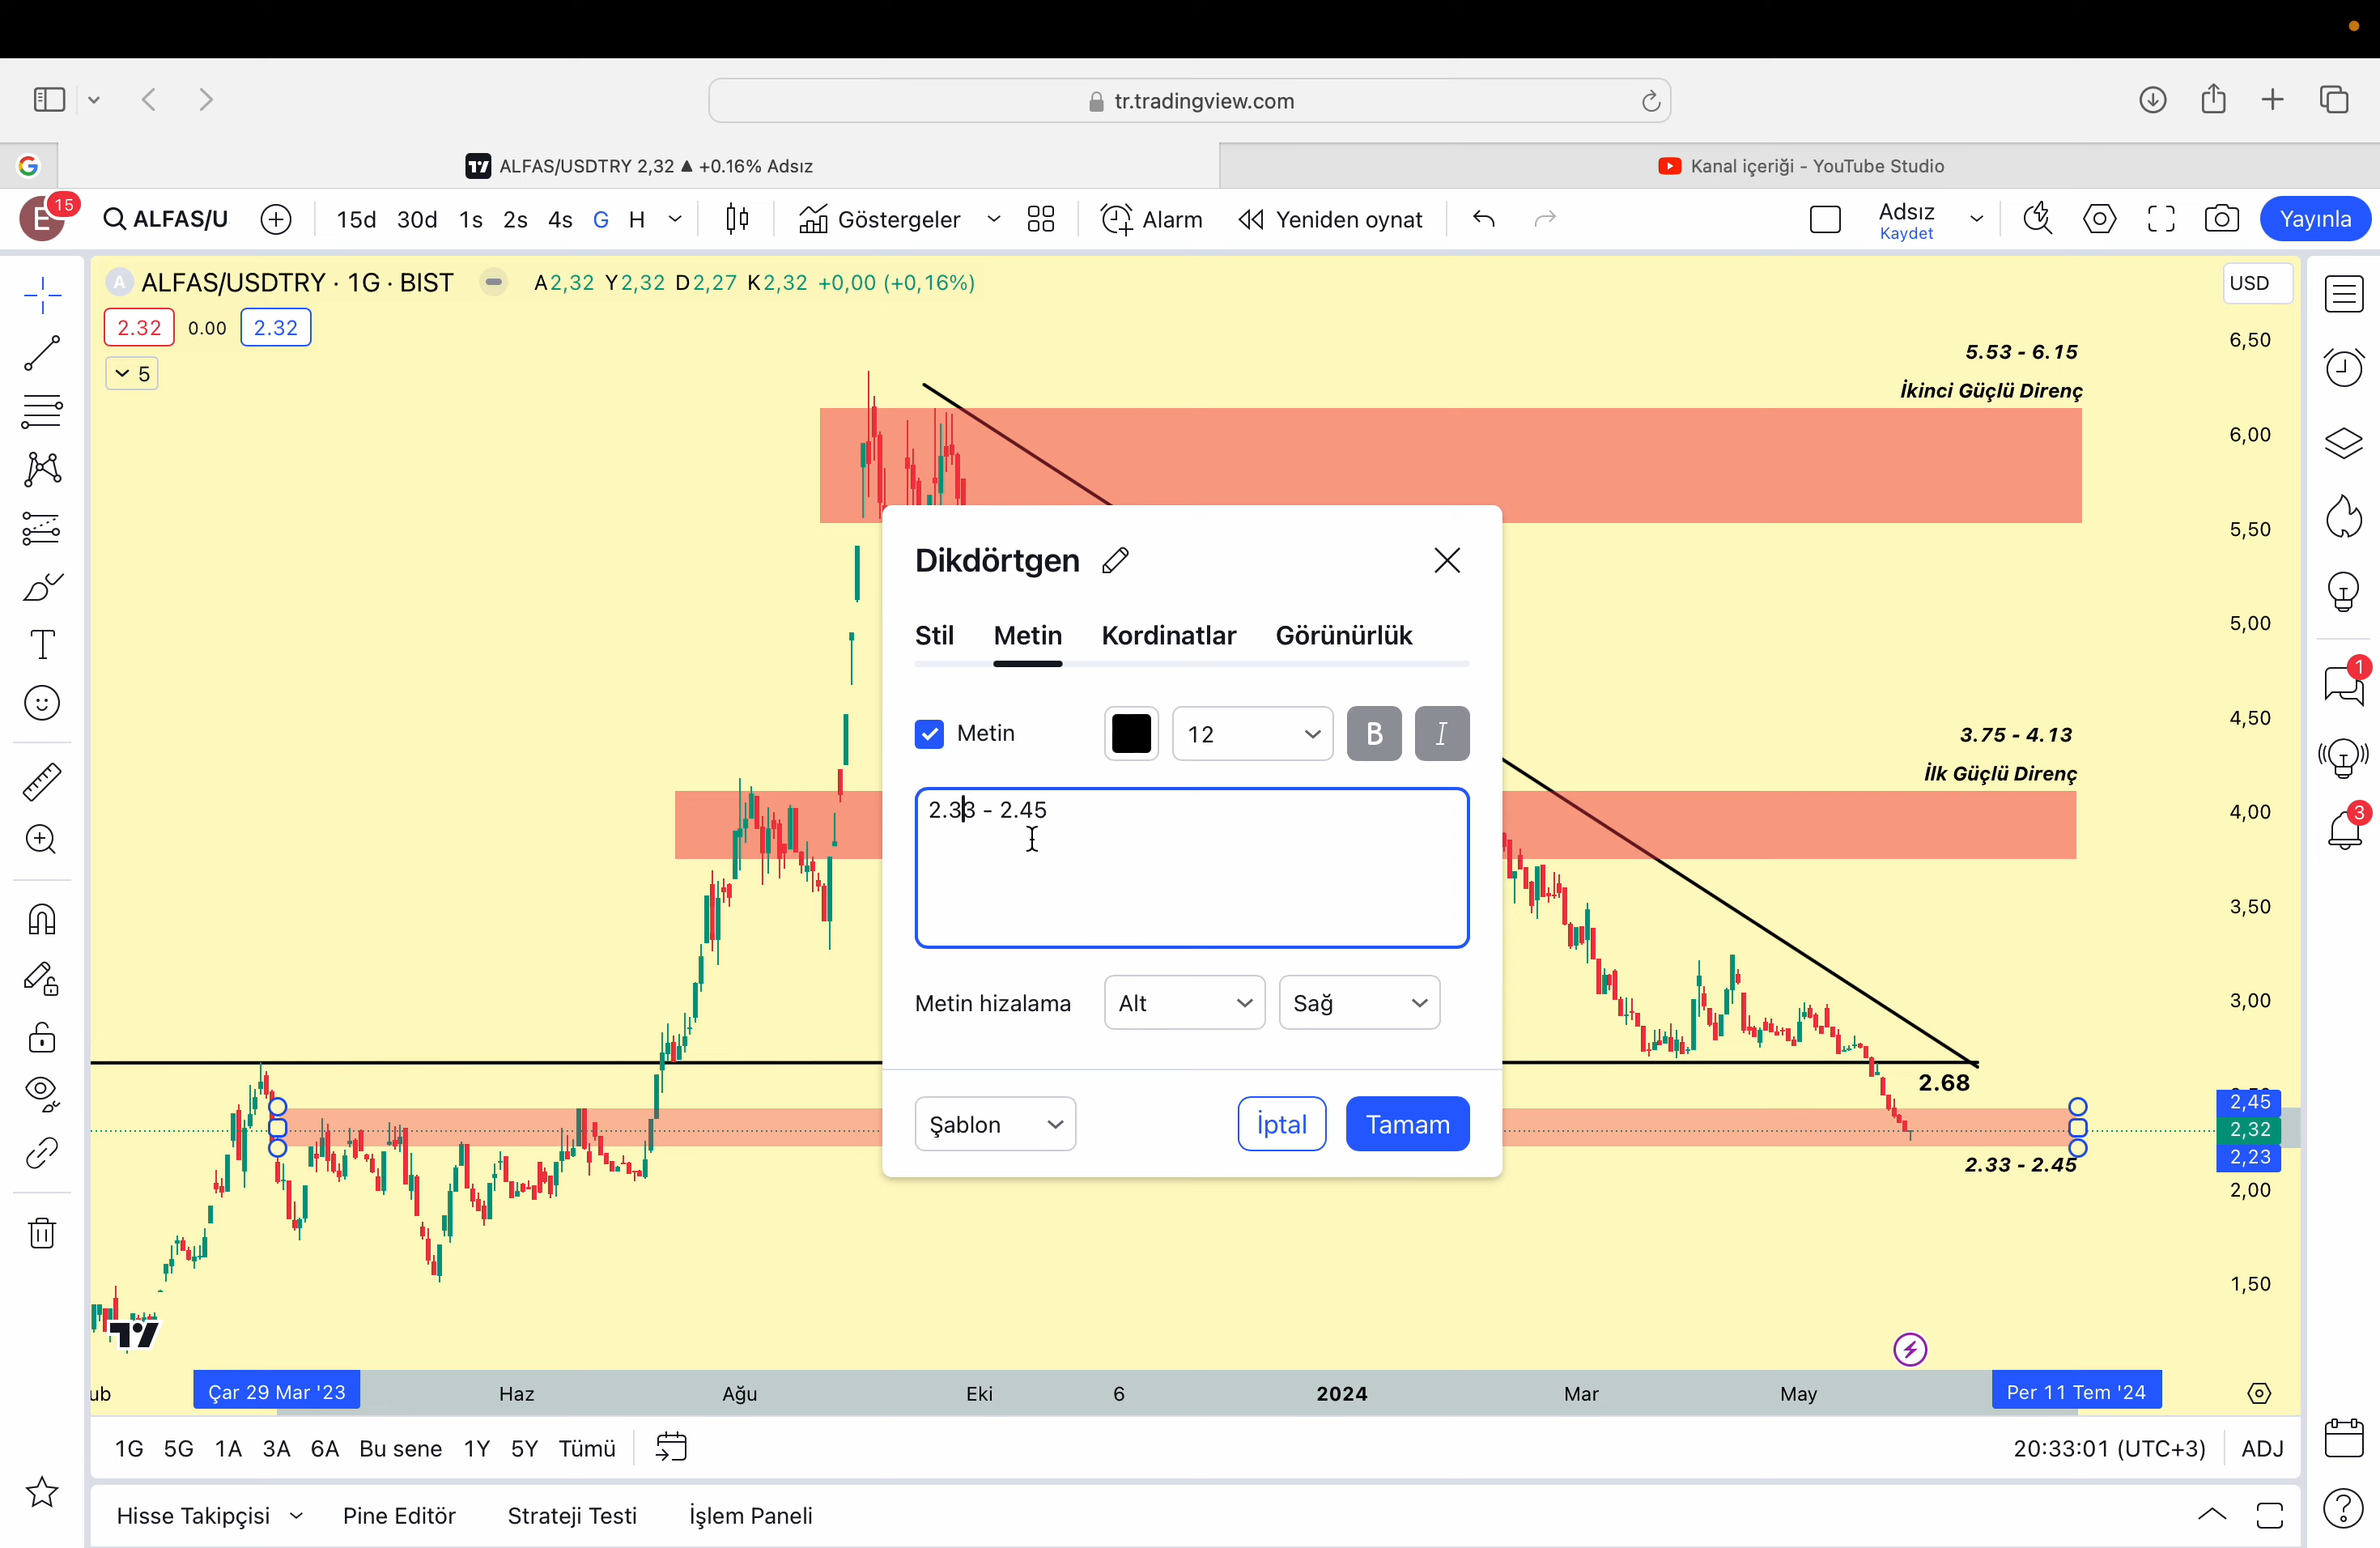 tr.tradingview.com
ALFAS/USDTRY 2,32 ▲ +0.16% Adsız
Kanal içeriği - YouTube Studio
E 15
ALFAS/U
15d 30d 1s 2s 4s G H
Göstergeler
Alarm
Yeniden oynat
Adsız
Kaydet
Yayınla
A ALFAS/USDTRY · 1G · BIST
A2,32 Y2,32 D2,27 K2,32 +0,00 (+0,16%)
USD
2.32 0.00 2.32
5
5.53 - 6.15
İkinci Güçlü Direnç
6,50
6,00
5,50
5,00
4,50
4,00
3,50
3,00
2,45
2,32
2,23
2,00
1,50
Dikdörtgen
Stil Metin Kordinatlar Görünürlük
Metin 12 B I
2.33 - 2.45
Metin hizalama Alt Sağ
Şablon İptal Tamam
3.75 - 4.13
İlk Güçlü Direnç
2.68
2.33 - 2.45
1
3
ub Çar 29 Mar '23 Haz Ağu Eki 6 2024 Mar May Per 11 Tem '24
1G 5G 1A 3A 6A Bu sene 1Y 5Y Tümü
20:33:01 (UTC+3) ADJ
Hisse Takipçisi Pine Editör Strateji Testi İşlem Paneli